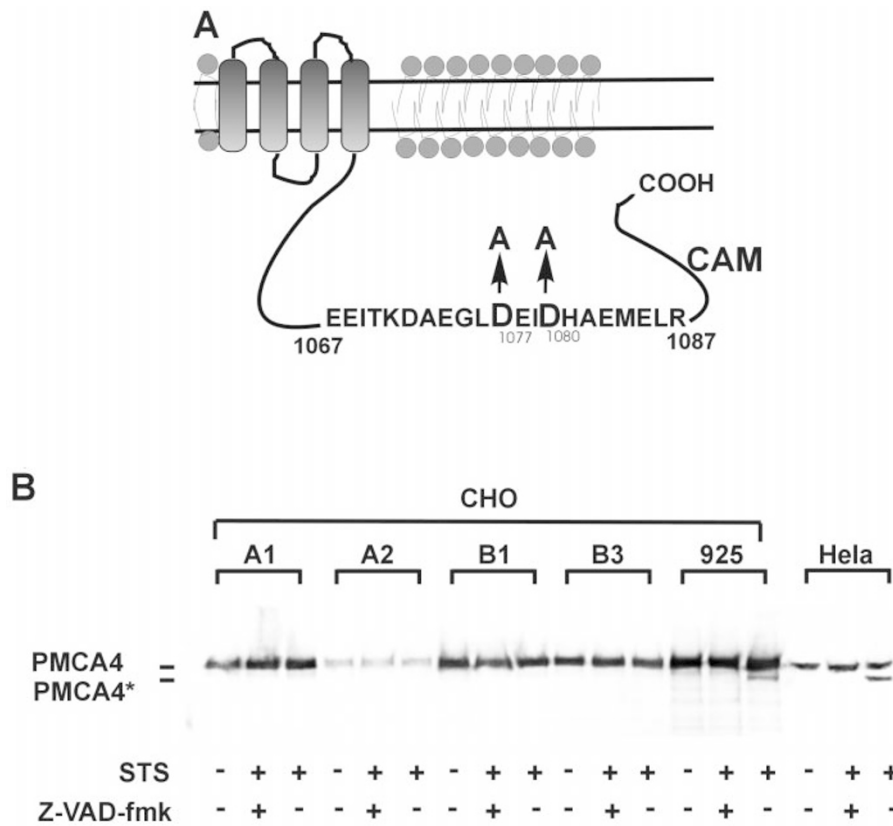 A
COOH
A A
CAM
EEITKDAEGLDEIDHAEMELR
1067 1077 1080 1087
B
CHO
A1 A2 B1 B3 925 Hela
PMCA4
PMCA4*
STS - + + - + + - + + - + + - + + - + +
Z-VAD-fmk - + - - + - - + - - + - - + - - + -